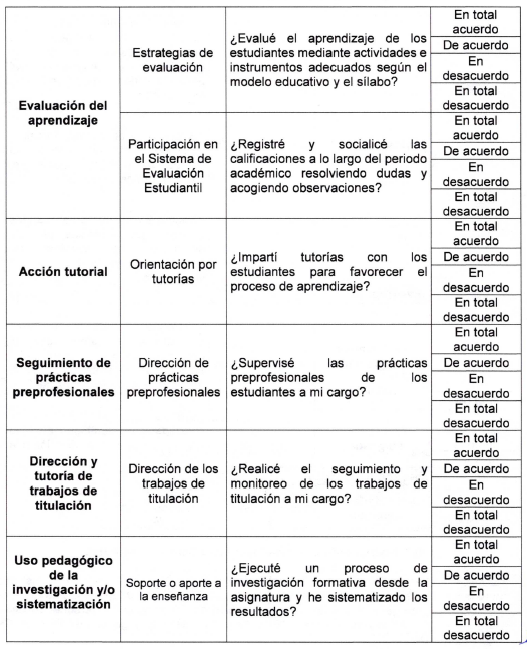 Evaluación del
aprendizaje
Estrategias de
evaluación
¿Evalué el aprendizaje de los
estudiantes mediante actividades e
instrumentos adecuados según el
modelo educativo y el sílabo?
En total
acuerdo
De acuerdo
En
desacuerdo
En total
desacuerdo
Participación en
el Sistema de
Evaluación
Estudiantil
¿Registré y socialicé las
calificaciones a lo largo del periodo
académico resolviendo dudas y
acogiendo observaciones?
En total
acuerdo
De acuerdo
En
desacuerdo
En total
desacuerdo
Acción tutorial
Orientación por
tutorías
¿Impartí tutorías con los
estudiantes para favorecer el
proceso de aprendizaje?
En total
acuerdo
De acuerdo
En
desacuerdo
En total
desacuerdo
Seguimiento de
prácticas
preprofesionales
Dirección de
prácticas
preprofesionales
¿Supervisé las prácticas
preprofesionales de los
estudiantes a mi cargo?
En total
acuerdo
De acuerdo
En
desacuerdo
En total
desacuerdo
Dirección y
tutoría de
trabajos de
titulación
Dirección de los
trabajos de
titulación
¿Realicé el seguimiento y
monitoreo de los trabajos de
titulación a mi cargo?
En total
acuerdo
De acuerdo
En
desacuerdo
En total
desacuerdo
Uso pedagógico
de la
investigación y/o
sistematización
Soporte o aporte a
la enseñanza
¿Ejecuté un proceso de
investigación formativa desde la
asignatura y he sistematizado los
resultados?
En total
acuerdo
De acuerdo
En
desacuerdo
En total
desacuerdo